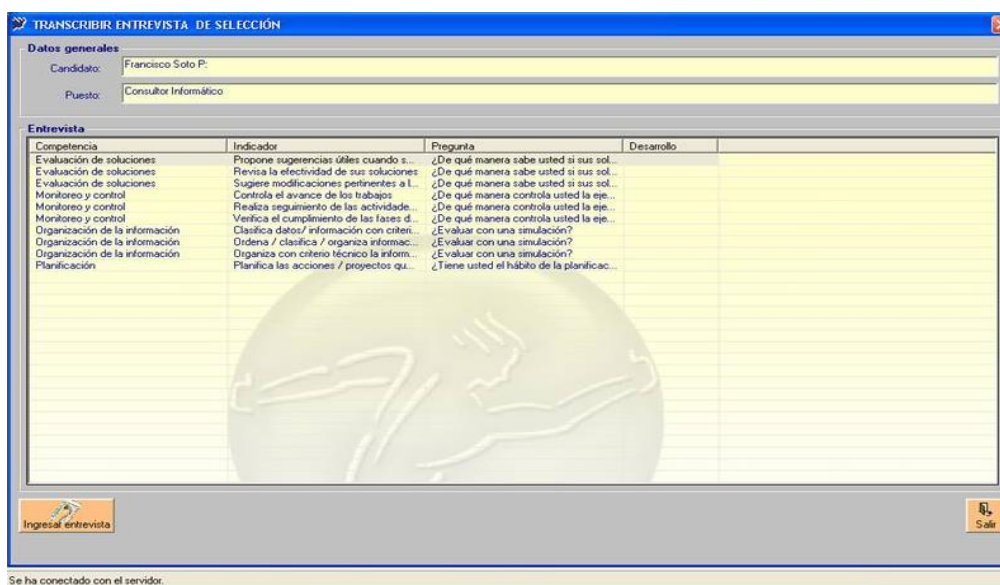 TRANSCRIBIR ENTREVISTA DE SELECCIÓN
Datos generales
Candidato: Francisco Soto P:
Puesto: Consultor Informático
Entrevista
Competencia Indicador Pregunta Desarrollo
Evaluación de soluciones Propone sugerencias útiles cuando s... ¿De qué manera sabe usted si sus sol...
Evaluación de soluciones Revisa la efectividad de sus soluciones ¿De qué manera sabe usted si sus sol...
Evaluación de soluciones Sugiere modificaciones pertinentes a l... ¿De qué manera sabe usted si sus sol...
Monitoreo y control Controla el avance de los trabajos ¿De qué manera controla usted la eje...
Monitoreo y control Realiza seguimiento de las actividade... ¿De qué manera controla usted la eje...
Monitoreo y control Verifica el cumplimiento de las fases d... ¿De qué manera controla usted la eje...
Organización de la información Clasifica datos/ información con criteri... ¿Evaluar con una simulación?
Organización de la información Ordena / clasifica / organiza informac... ¿Evaluar con una simulación?
Organización de la información Organiza con criterio técnico la inform... ¿Evaluar con una simulación?
Planificación Planifica las acciones / proyectos qu... ¿Tiene usted el hábito de la planificac...
Ingresar entrevista
Salir
Se ha conectado con el servidor.